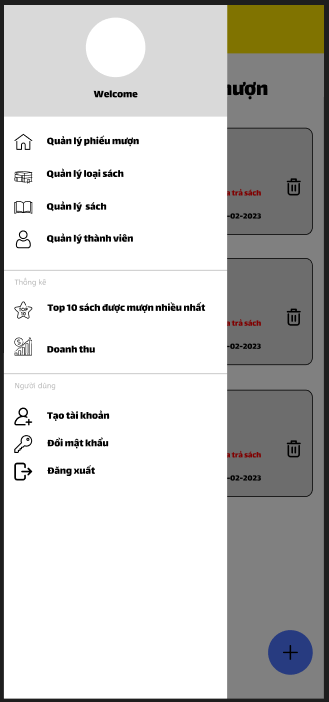 Welcome
Quản lý phiếu mượn
Quản lý loại sách
Quản lý sách
Quản lý thành viên
Thống kê
Top 10 sách được mượn nhiều nhất
Doanh thu
Người dùng
Tạo tài khoản
Đổi mật khẩu
Đăng xuất
mượn
a trả sách
-02-2023
a trả sách
-02-2023
a trả sách
-02-2023